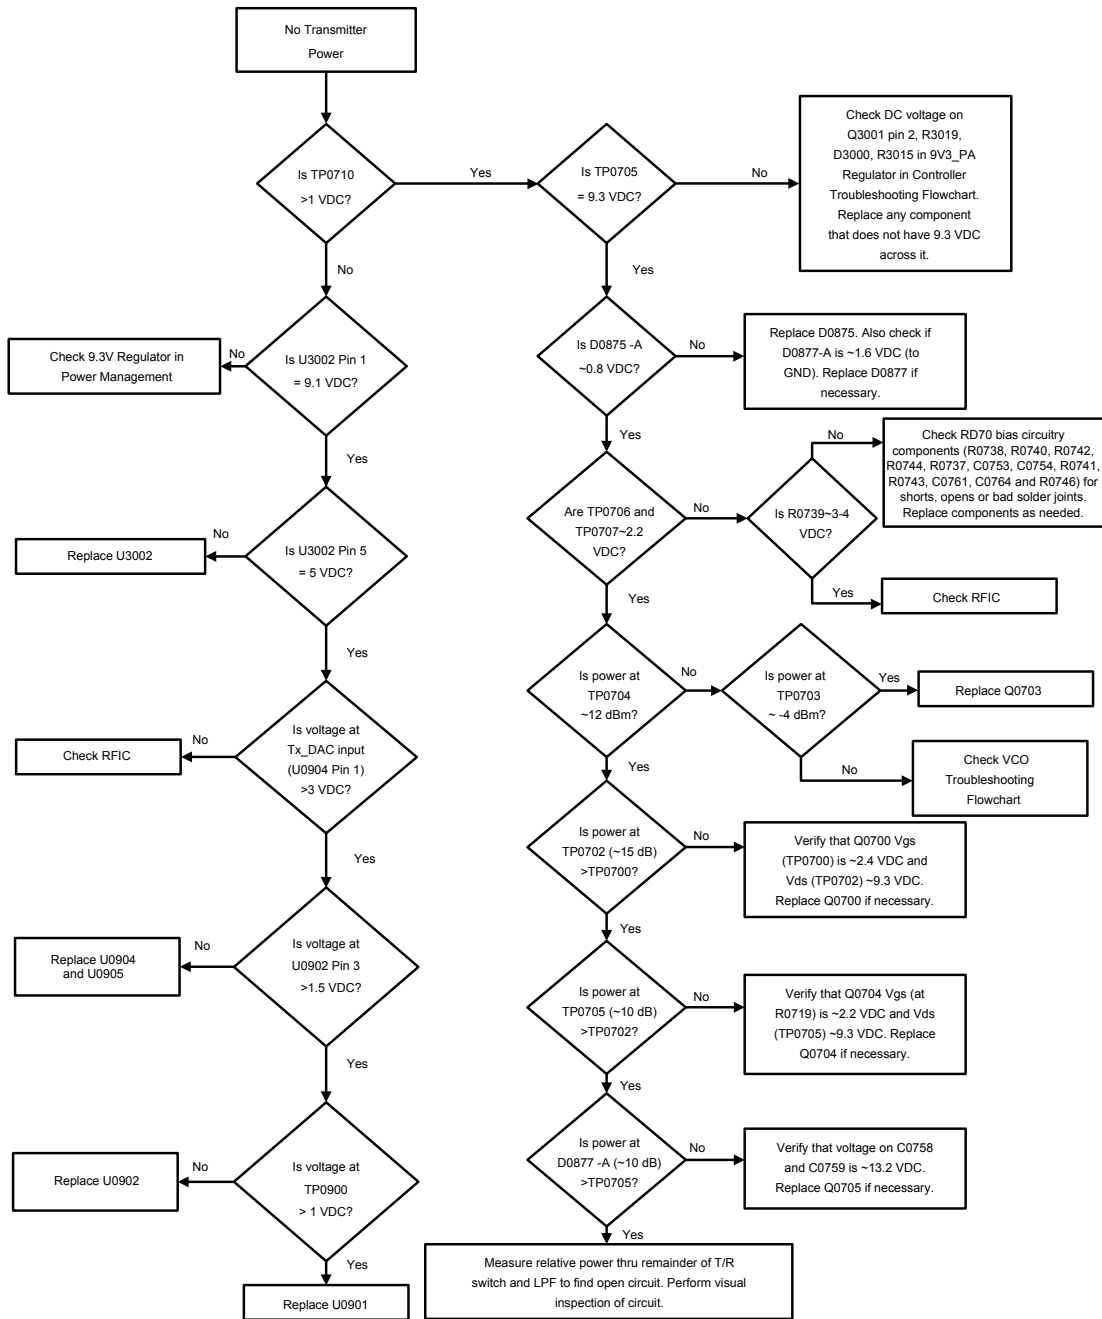 No Transmitter
Power
Is TP0710
>1 VDC?
Yes
Is TP0705
= 9.3 VDC?
No
Check DC voltage on
Q3001 pin 2, R3019,
D3000, R3015 in 9V3_PA
Regulator in Controller
Troubleshooting Flowchart.
Replace any component
that does not have 9.3 VDC
across it.
No
Yes
Check 9.3V Regulator in
Power Management
No
Is U3002 Pin 1
= 9.1 VDC?
Is D0875 -A
~0.8 VDC?
No
Replace D0875. Also check if
D0877-A is ~1.6 VDC (to
GND). Replace D0877 if
necessary.
Yes
Yes
Replace U3002
No
Is U3002 Pin 5
= 5 VDC?
Are TP0706 and
TP0707~2.2
VDC?
No
Is R0739~3-4
VDC?
No
Check RD70 bias circuitry
components (R0738, R0740, R0742,
R0744, R0737, C0753, C0754, R0741,
R0743, C0761, C0764 and R0746) for
shorts, opens or bad solder joints.
Replace components as needed.
Yes
Check RFIC
Yes
Yes
Check RFIC
No
Is voltage at
Tx_DAC input
(U0904 Pin 1)
>3 VDC?
Is power at
TP0704
~12 dBm?
No
Is power at
TP0703
~ -4 dBm?
Yes
Replace Q0703
No
Check VCO
Troubleshooting
Flowchart
Yes
Yes
Is power at
TP0702 (~15 dB)
>TP0700?
No
Verify that Q0700 Vgs
(TP0700) is ~2.4 VDC and
Vds (TP0702) ~9.3 VDC.
Replace Q0700 if necessary.
Replace U0904
and U0905
No
Is voltage at
U0902 Pin 3
>1.5 VDC?
Yes
Is power at
TP0705 (~10 dB)
>TP0702?
No
Verify that Q0704 Vgs (at
R0719) is ~2.2 VDC and Vds
(TP0705) ~9.3 VDC. Replace
Q0704 if necessary.
Yes
Yes
Replace U0902
No
Is voltage at
TP0900
> 1 VDC?
Is power at
D0877 -A (~10 dB)
>TP0705?
No
Verify that voltage on C0758
and C0759 is ~13.2 VDC.
Replace Q0705 if necessary.
Yes
Yes
Replace U0901
Measure relative power thru remainder of T/R
switch and LPF to find open circuit. Perform visual
inspection of circuit.